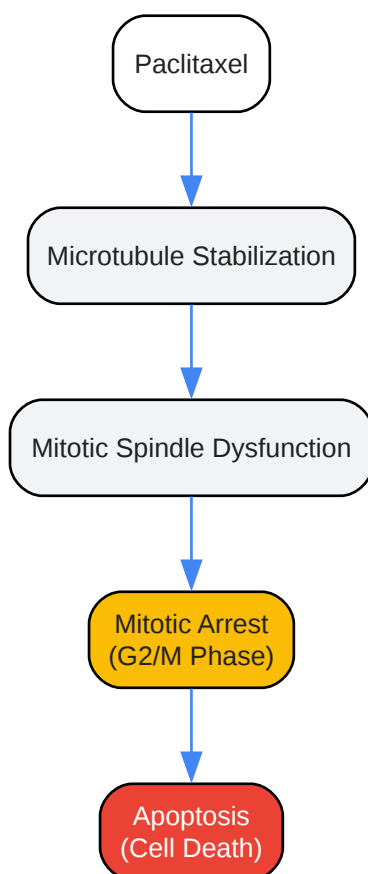 Paclitaxel
Microtubule Stabilization
Mitotic Spindle Dysfunction
Mitotic Arrest
(G2/M Phase)
Apoptosis
(Cell Death)